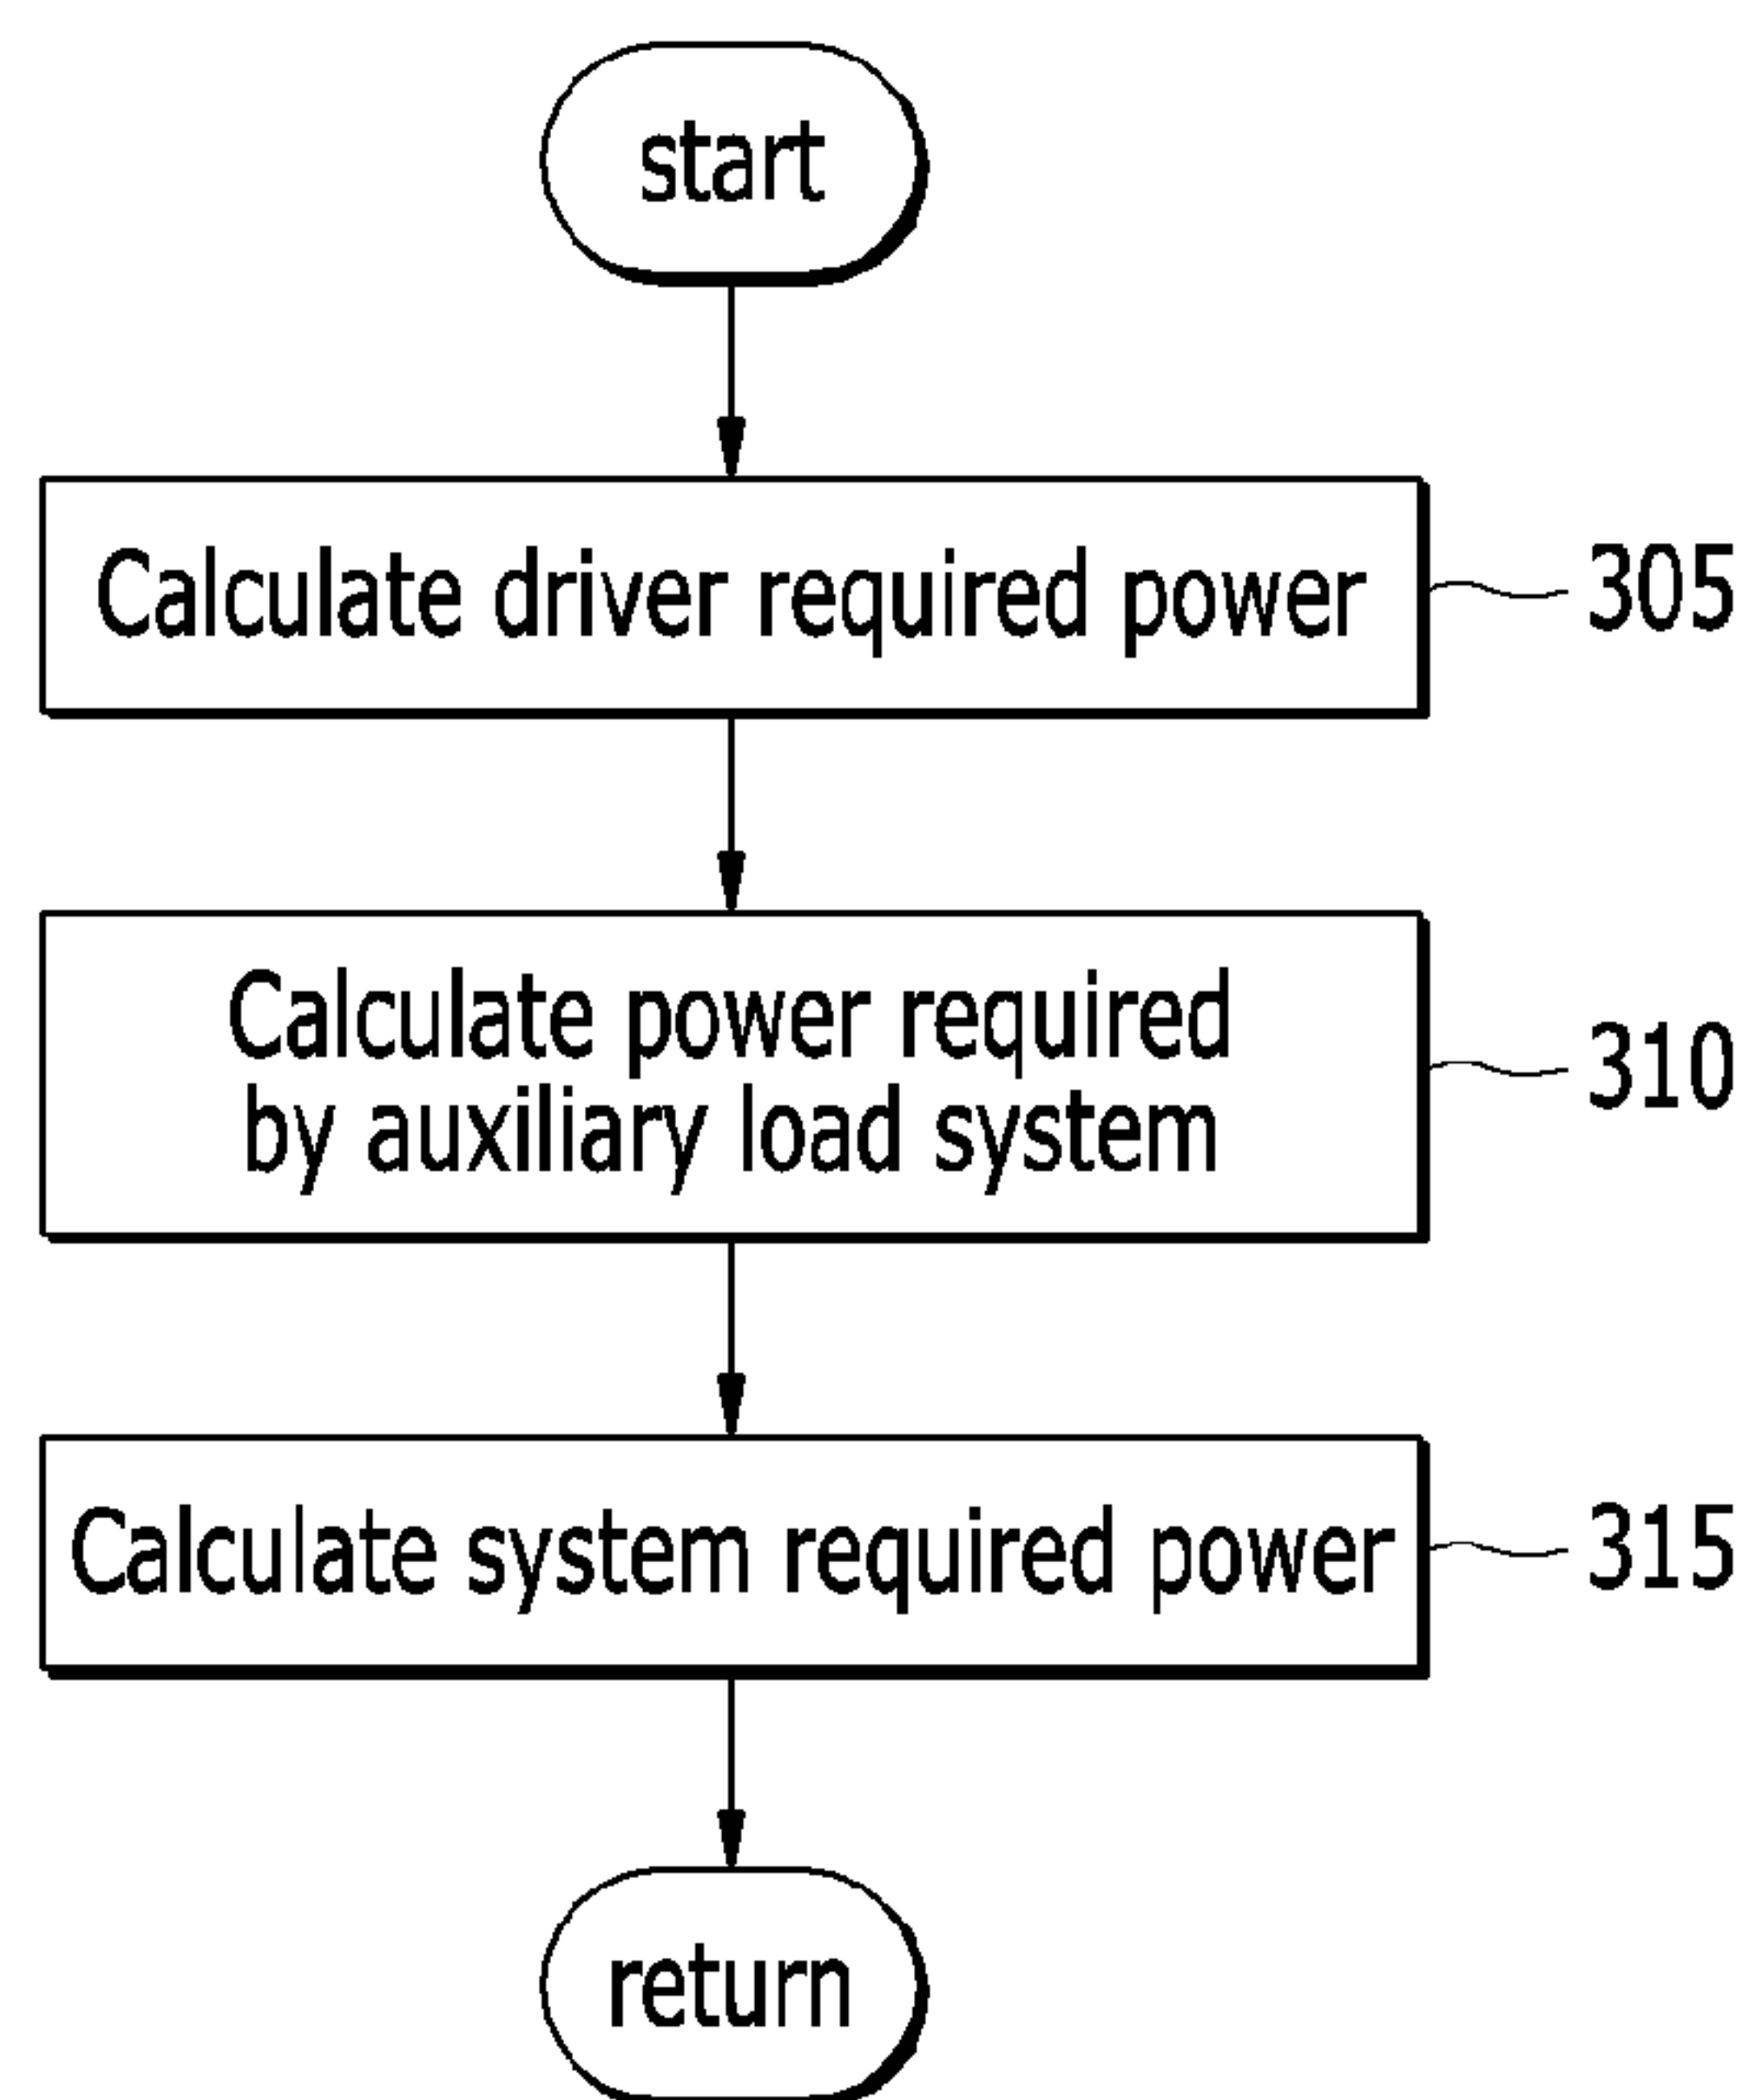 start
Calculate driver required power
305
Calculate power required
by auxiliary load system
310
Calculate system required power
315
return